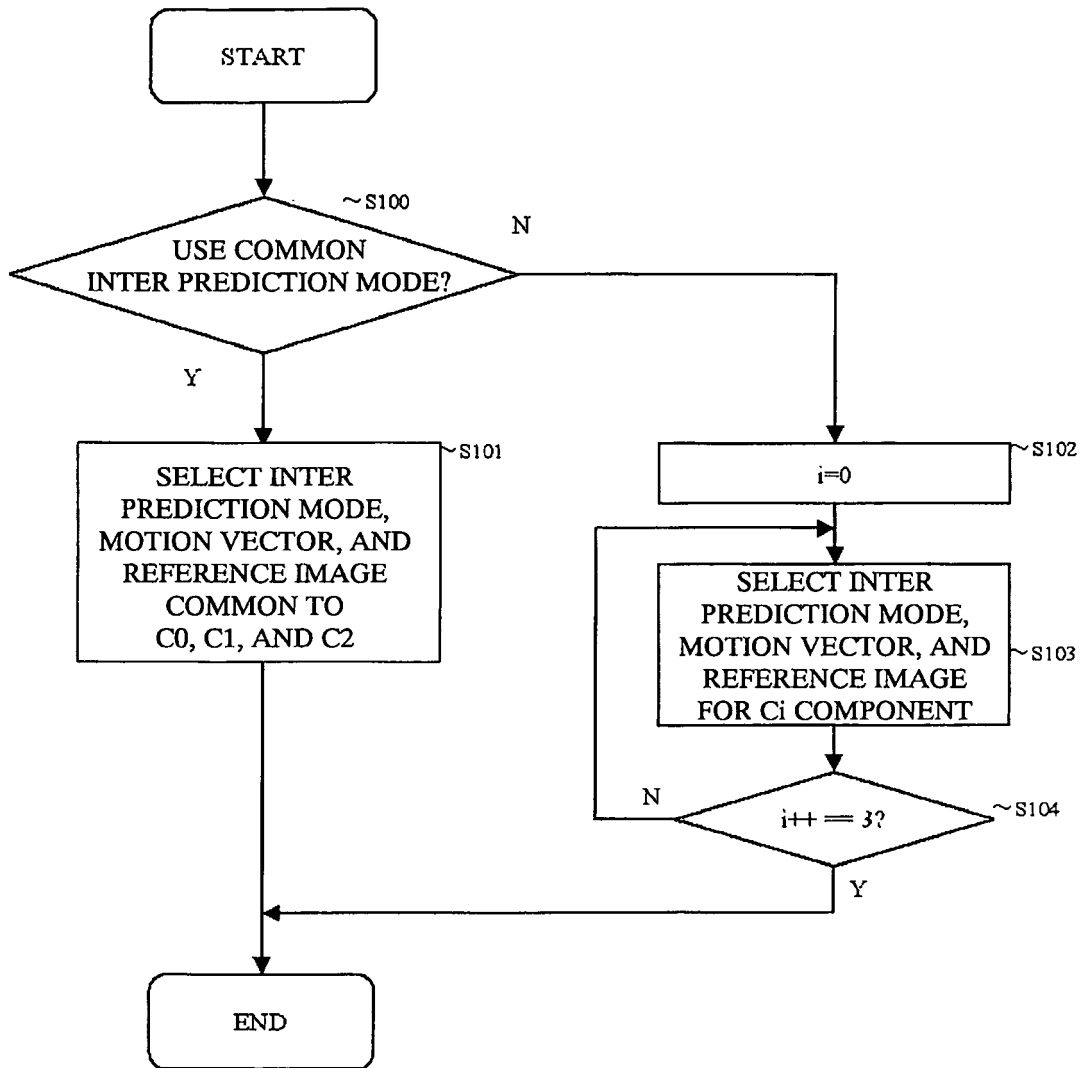 START
~S100
USE COMMON
INTER PREDICTION MODE?
N
Y
~S101
SELECT INTER
PREDICTION MODE,
MOTION VECTOR, AND
REFERENCE IMAGE
COMMON TO
C0, C1, AND C2
~S102
i=0
SELECT INTER
PREDICTION MODE,
MOTION VECTOR, AND
REFERENCE IMAGE
FOR Ci COMPONENT
~S103
N
i++ == 3?
~S104
Y
END